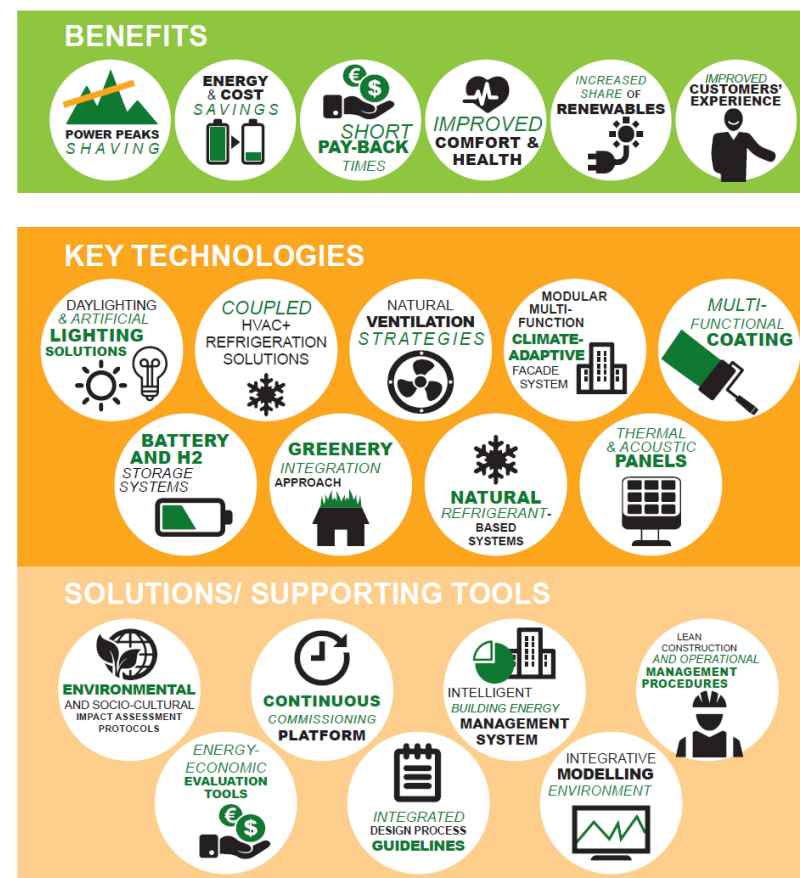 BENEFITS
POWER PEAKS
SHAVING
ENERGY
& COST
SAVINGS
€
$
SHORT
PAY-BACK
TIMES
IMPROVED
COMFORT &
HEALTH
INCREASED
SHARE OF
RENEWABLES
IMPROVED
CUSTOMERS'
EXPERIENCE
KEY TECHNOLOGIES
DAYLIGHTING
& ARTIFICIAL
LIGHTING
SOLUTIONS
COUPLED
HVAC+
REFRIGERATION
SOLUTIONS
NATURAL
VENTILATION
STRATEGIES
MODULAR
MULTI-
FUNCTION
CLIMATE-
ADAPTIVE
FACADE
SYSTEM
MULTI-
FUNCTIONAL
COATING
BATTERY
AND H2
STORAGE
SYSTEMS
GREENERY
INTEGRATION
APPROACH
NATURAL
REFRIGERANT-
BASED
SYSTEMS
THERMAL
& ACOUSTIC
PANELS
SOLUTIONS/ SUPPORTING TOOLS
ENVIRONMENTAL
AND SOCIO-CULTURAL
IMPACT ASSESSMENT
PROTOCOLS
CONTINUOUS
COMMISSIONING
PLATFORM
INTELLIGENT
BUILDING ENERGY
MANAGEMENT
SYSTEM
LEAN
CONSTRUCTION
AND OPERATIONAL
MANAGEMENT
PROCEDURES
ENERGY-
ECONOMIC
EVALUATION
TOOLS
€
$
INTEGRATED
DESIGN PROCESS
GUIDELINES
INTEGRATIVE
MODELLING
ENVIRONMENT